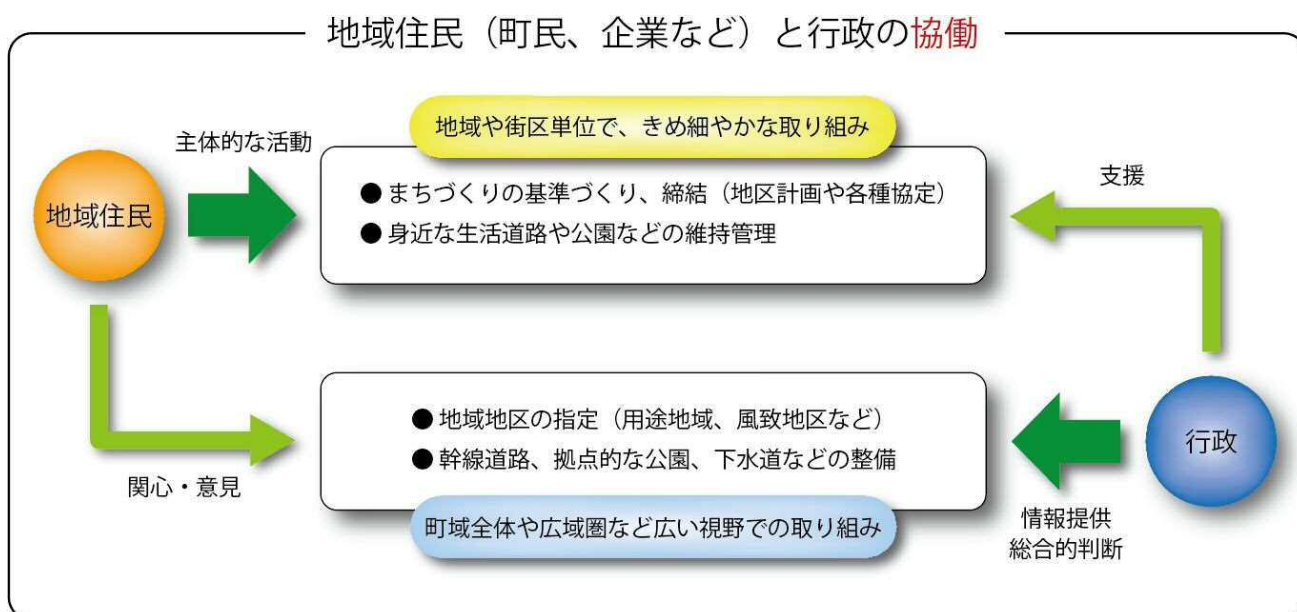 地域住民（町民、企業など）と行政の協働
地域や街区単位で、きめ細やかな取り組み
主体的な活動
地域住民
● まちづくりの基準づくり、締結（地区計画や各種協定）
● 身近な生活道路や公園などの維持管理
支援
● 地域地区の指定（用途地域、風致地区など）
● 幹線道路、拠点的な公園、下水道などの整備
行政
関心・意見
町域全体や広域圏など広い視野での取り組み
情報提供
総合的判断